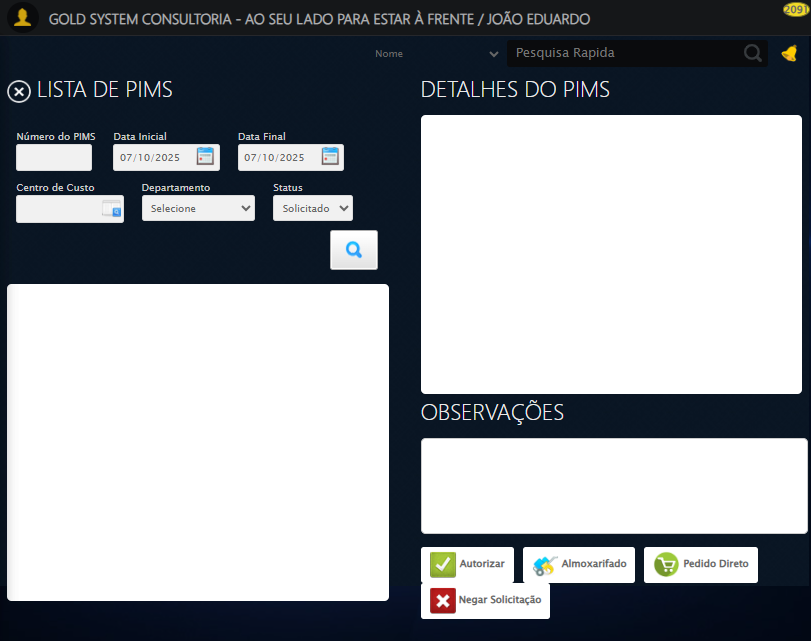 GOLD SYSTEM CONSULTORIA - AO SEU LADO PARA ESTAR À FRENTE / JOÃO EDUARDO
2091
Nome
Pesquisa Rapida
LISTA DE PIMS
Número do PIMS
Data Inicial
Data Final
07/10/2025
07/10/2025
Centro de Custo
Departamento
Status
Selecione
Solicitado
DETALHES DO PIMS
OBSERVAÇÕES
Autorizar
Almoxarifado
Pedido Direto
Negar Solicitação